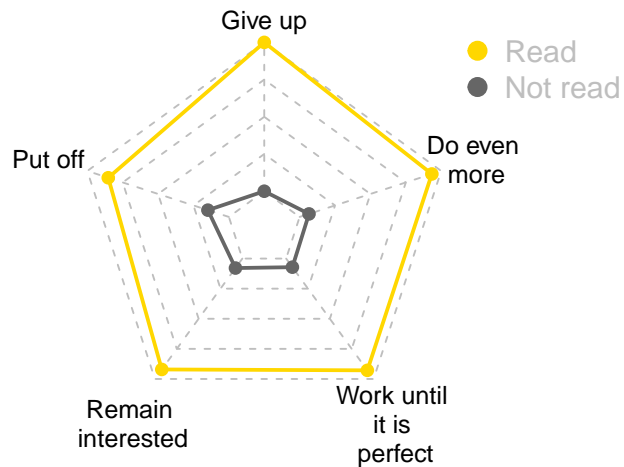 Give up
Read
Not read
Do even
more
Put off
Remain
interested
Work until
it is
perfect